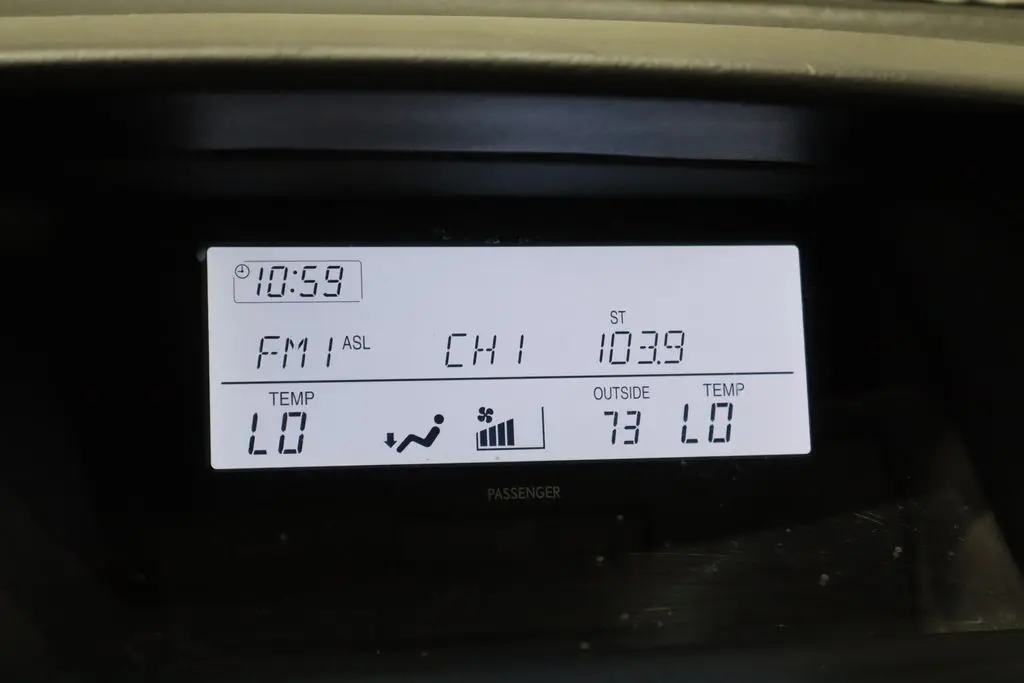 10:59
ST
FM1 ASL CH1 103.9
TEMP OUTSIDE TEMP
LO 73 LO
PASSENGER